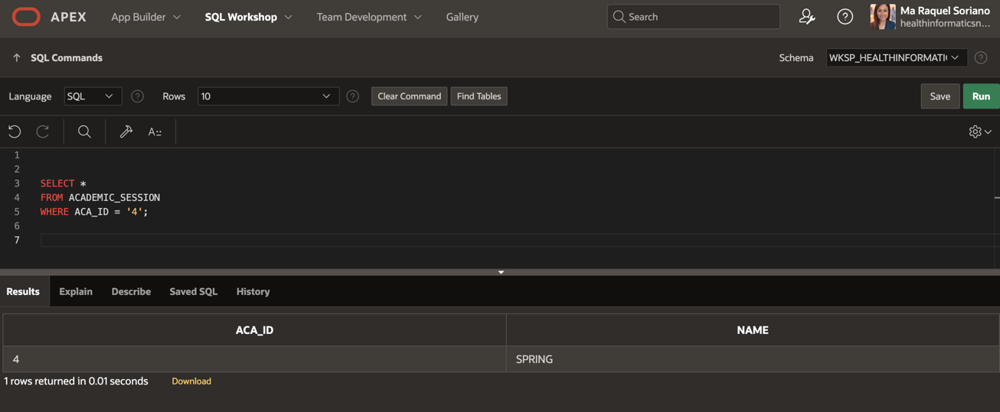 APEX App Builder SQL Workshop Team Development Gallery Search Ma Raquel Soriano
healthinformaticsn...
SQL Commands Schema WKSP_HEALTHINFORMATI
Language SQL Rows 10 Clear Command Find Tables Save Run
A::
1
2
3 SELECT *
4 FROM ACADEMIC_SESSION
5 WHERE ACA_ID = '4';
6
7
Results Explain Describe Saved SQL History
ACA_ID NAME
4 SPRING
1 rows returned in 0.01 seconds Download